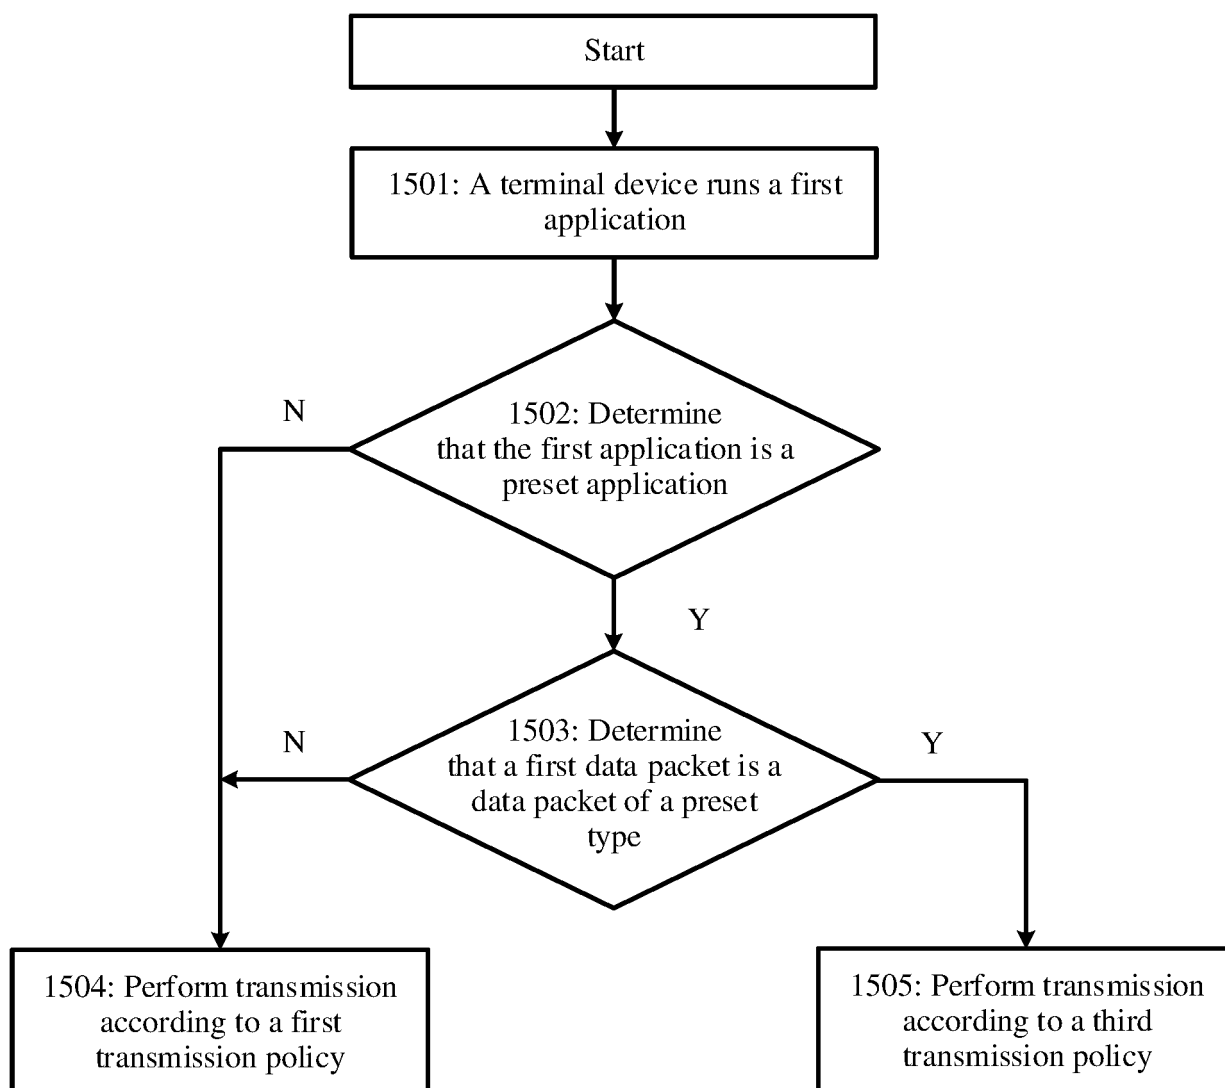 Start
1501: A terminal device runs a first
application
N
1502: Determine
that the first application is a
preset application
Y
N
1503: Determine
that a first data packet is a
data packet of a preset
type
Y
1504: Perform transmission
according to a first
transmission policy
1505: Perform transmission
according to a third
transmission policy